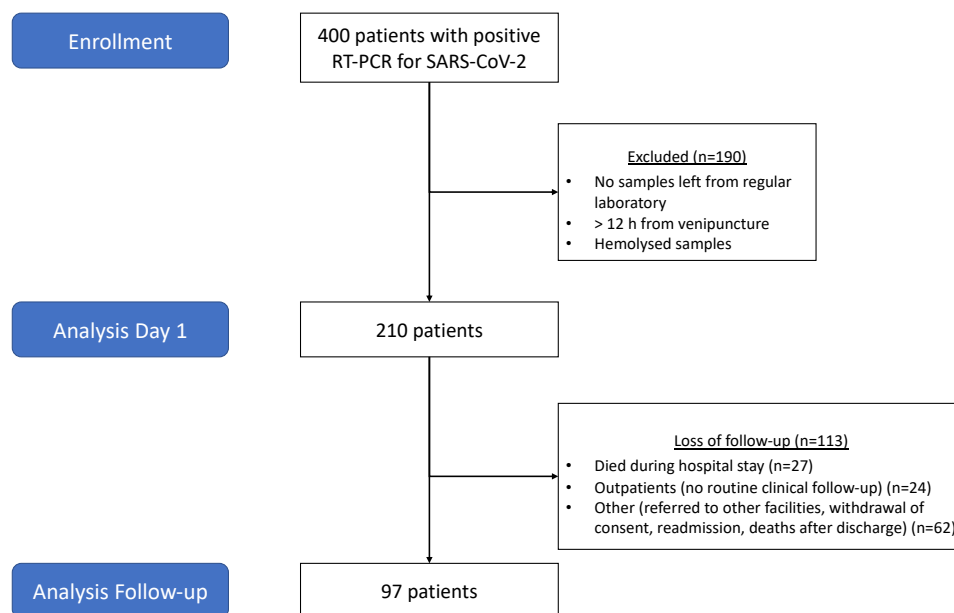 Enrollment
400 patients with positive
RT-PCR for SARS-CoV-2
Excluded (n=190)
• No samples left from regular
laboratory
• > 12 h from venipuncture
• Hemolysed samples
Analysis Day 1
210 patients
Loss of follow-up (n=113)
• Died during hospital stay (n=27)
• Outpatients (no routine clinical follow-up) (n=24)
• Other (referred to other facilities, withdrawal of
consent, readmission, deaths after discharge) (n=62)
Analysis Follow-up
97 patients